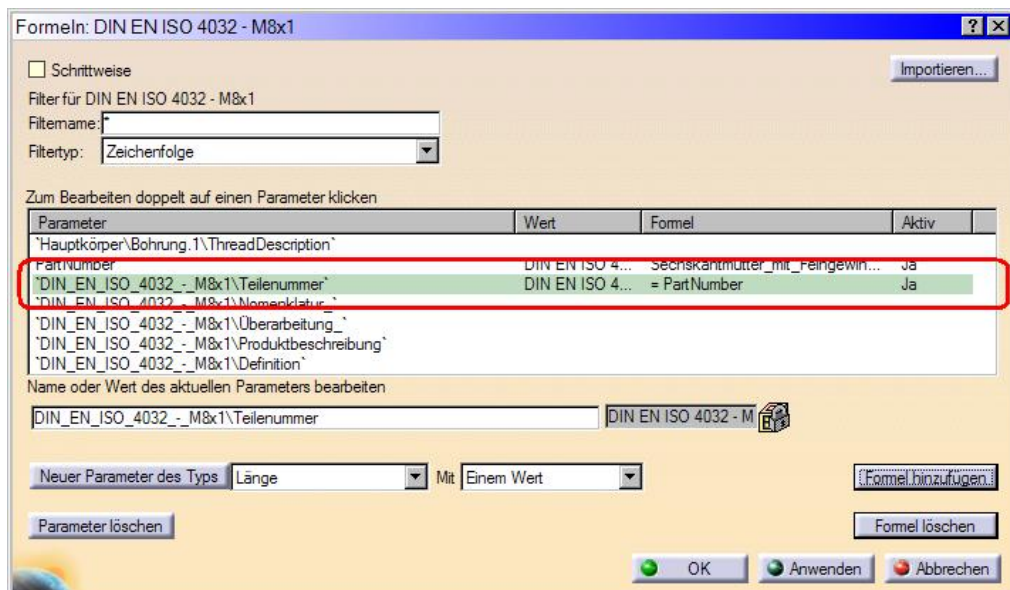 Formeln: DIN EN ISO 4032 - M8x1
Schrittweise
Importieren...
Filter für DIN EN ISO 4032 - M8x1
Filtername: *
Filtertyp: Zeichenfolge
Zum Bearbeiten doppelt auf einen Parameter klicken
Parameter Wert Formel Aktiv
`Hauptkörper\Bohrung.1\ThreadDescription`
PartNumber DIN EN ISO 4... Sechskantmutter_mit_Feingewin... Ja
`DIN_EN_ISO_4032_-_M8x1\Teilenummer` DIN EN ISO 4... = PartNumber Ja
`DIN_EN_ISO_4032_-_M8x1\Nomenklatur_`
`DIN_EN_ISO_4032_-_M8x1\Überarbeitung_`
`DIN_EN_ISO_4032_-_M8x1\Produktbeschreibung`
`DIN_EN_ISO_4032_-_M8x1\Definition`
Name oder Wert des aktuellen Parameters bearbeiten
DIN_EN_ISO_4032_-_M8x1\Teilenummer DIN EN ISO 4032 - M
Neuer Parameter des Typs Länge Mit Einem Wert Formel hinzufügen
Parameter löschen Formel löschen
OK Anwenden Abbrechen